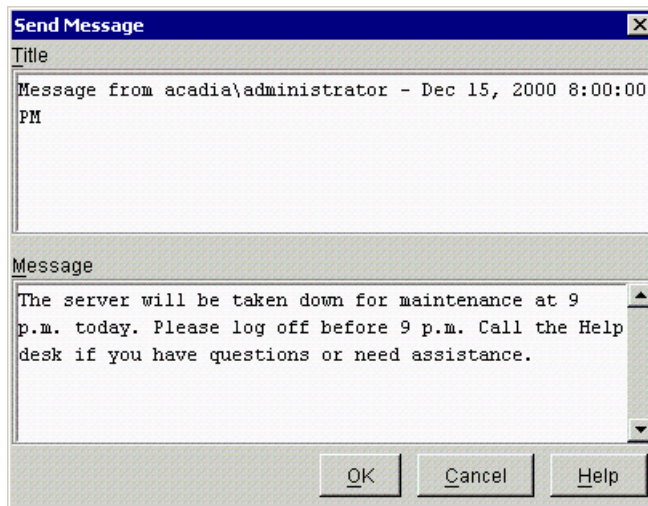 Send Message
Title
Message from acadia\administrator - Dec 15, 2000 8:00:00
PM
Message
The server will be taken down for maintenance at 9
p.m. today. Please log off before 9 p.m. Call the Help
desk if you have questions or need assistance.
OK Cancel Help